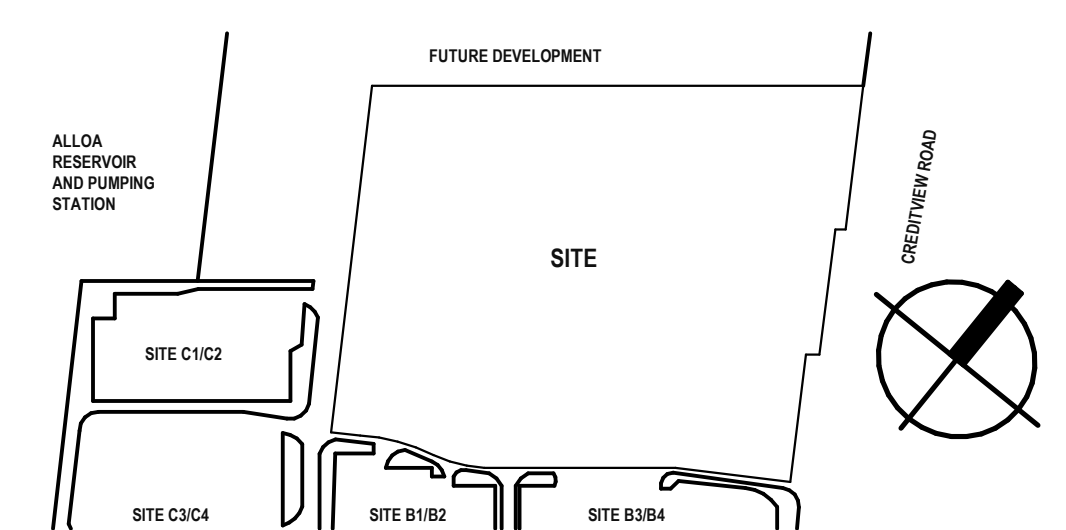 FUTURE DEVELOPMENT
ALLOA
RESERVOIR
AND PUMPING
STATION
CREDITVIEW ROAD
SITE
SITE C1/C2
SITE C3/C4
SITE B1/B2
SITE B3/B4